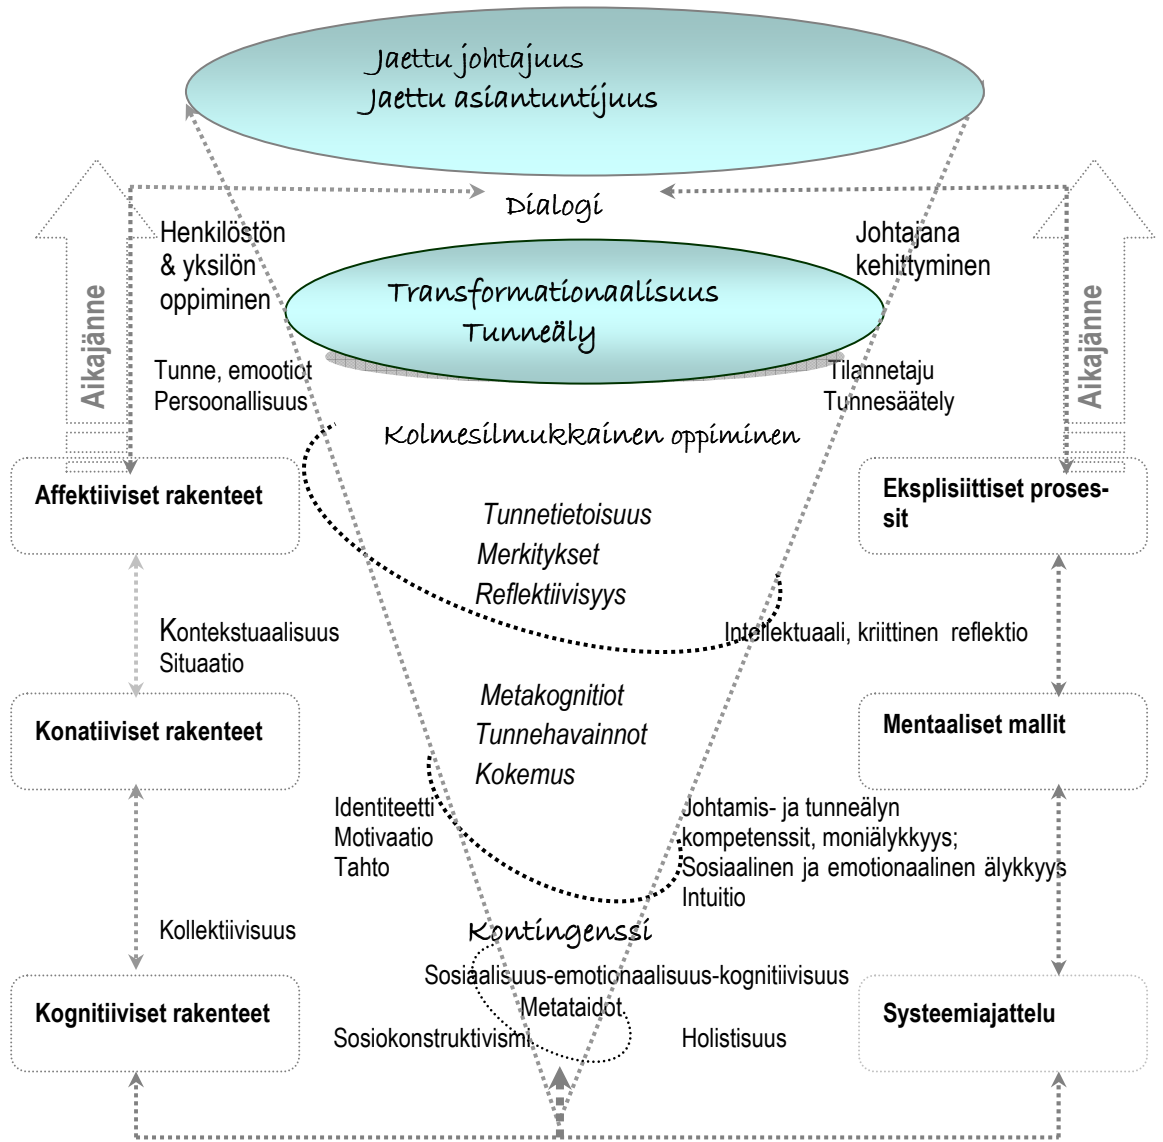 Jaettu johtajuus
Jaettu asiantuntijuus
Dialogi
Henkilöstön
& yksilön
oppiminen
Johtajana
kehittyminen
Transformationaalisuus
Tunneäly
Aikajänne
Aikajänne
Tunne, emootiot
Persoonallisuus
Tilannetaju
Tunnesäätely
Kolmesilmukkainen oppiminen
Affektiiviset rakenteet
Eksplisiittiset proses-
sit
Tunnetietoisuus
Merkitykset
Reflektiivisyys
Kontekstuaalisuus
Situaatio
Intellektuaali, kriittinen reflektio
Konatiiviset rakenteet
Metakognitiot
Tunnehavainnot
Kokemus
Mentaaliset mallit
Identiteetti
Motivaatio
Tahto
Johtamis- ja tunneälyn
kompetenssit, moniälykkyys;
Sosiaalinen ja emotionaalinen älykkyys
Intuitio
Kollektiivisuus
Kontingenssi
Sosiaalisuus-emotionaalisuus-kognitiivisuus
Metataidot
Kognitiiviset rakenteet
Systeemiajattelu
Sosiokonstruktivismi
Holistisuus